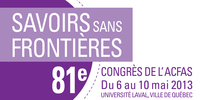 SAVOIRS SANS
FRONTIÈRES
81e
CONGRÈS DE L'ACFAS
Du 6 au 10 mai 2013
UNIVERSITÉ LAVAL, VILLE DE QUÉBEC